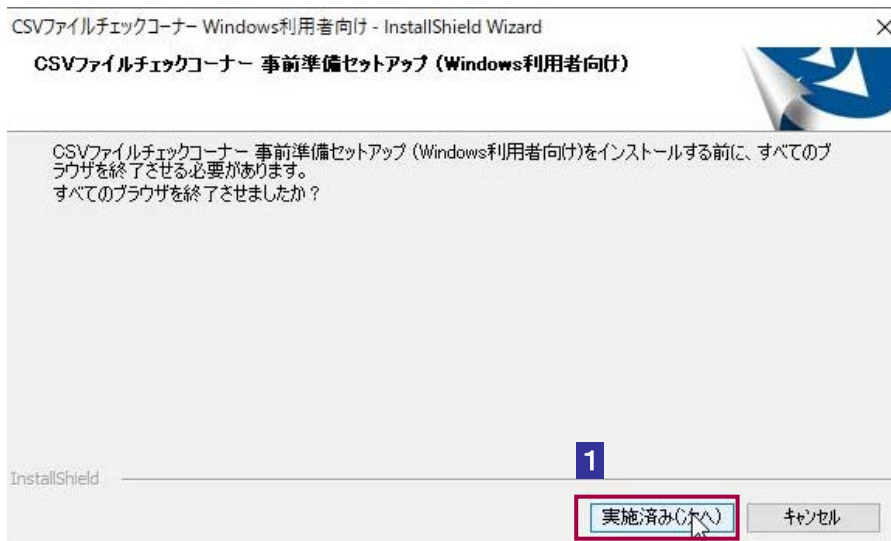 CSVファイルチェックコーナー Windows利用者向け - InstallShield Wizard
CSVファイルチェックコーナー 事前準備セットアップ (Windows利用者向け)
CSVファイルチェックコーナー 事前準備セットアップ (Windows利用者向け)をインストールする前に、すべてのブ
ラウザを終了させる必要があります。
すべてのブラウザを終了させましたか？
1
InstallShield
実施済み(次へ)
キャンセル